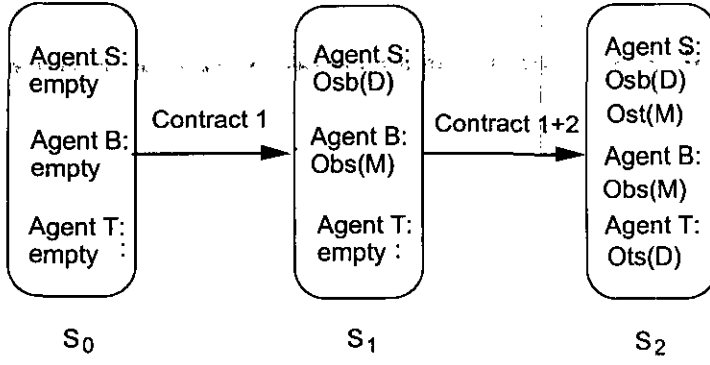 Agent S:
empty
Agent B:
empty
Agent T:
empty :
S0
Contract 1
Agent S:
Osb(D)
Agent B:
Obs(M)
Agent T:
empty :
S1
Contract 1+2
Agent S:
Osb(D)
Ost(M)
Agent B:
Obs(M)
Agent T:
Ots(D)
S2